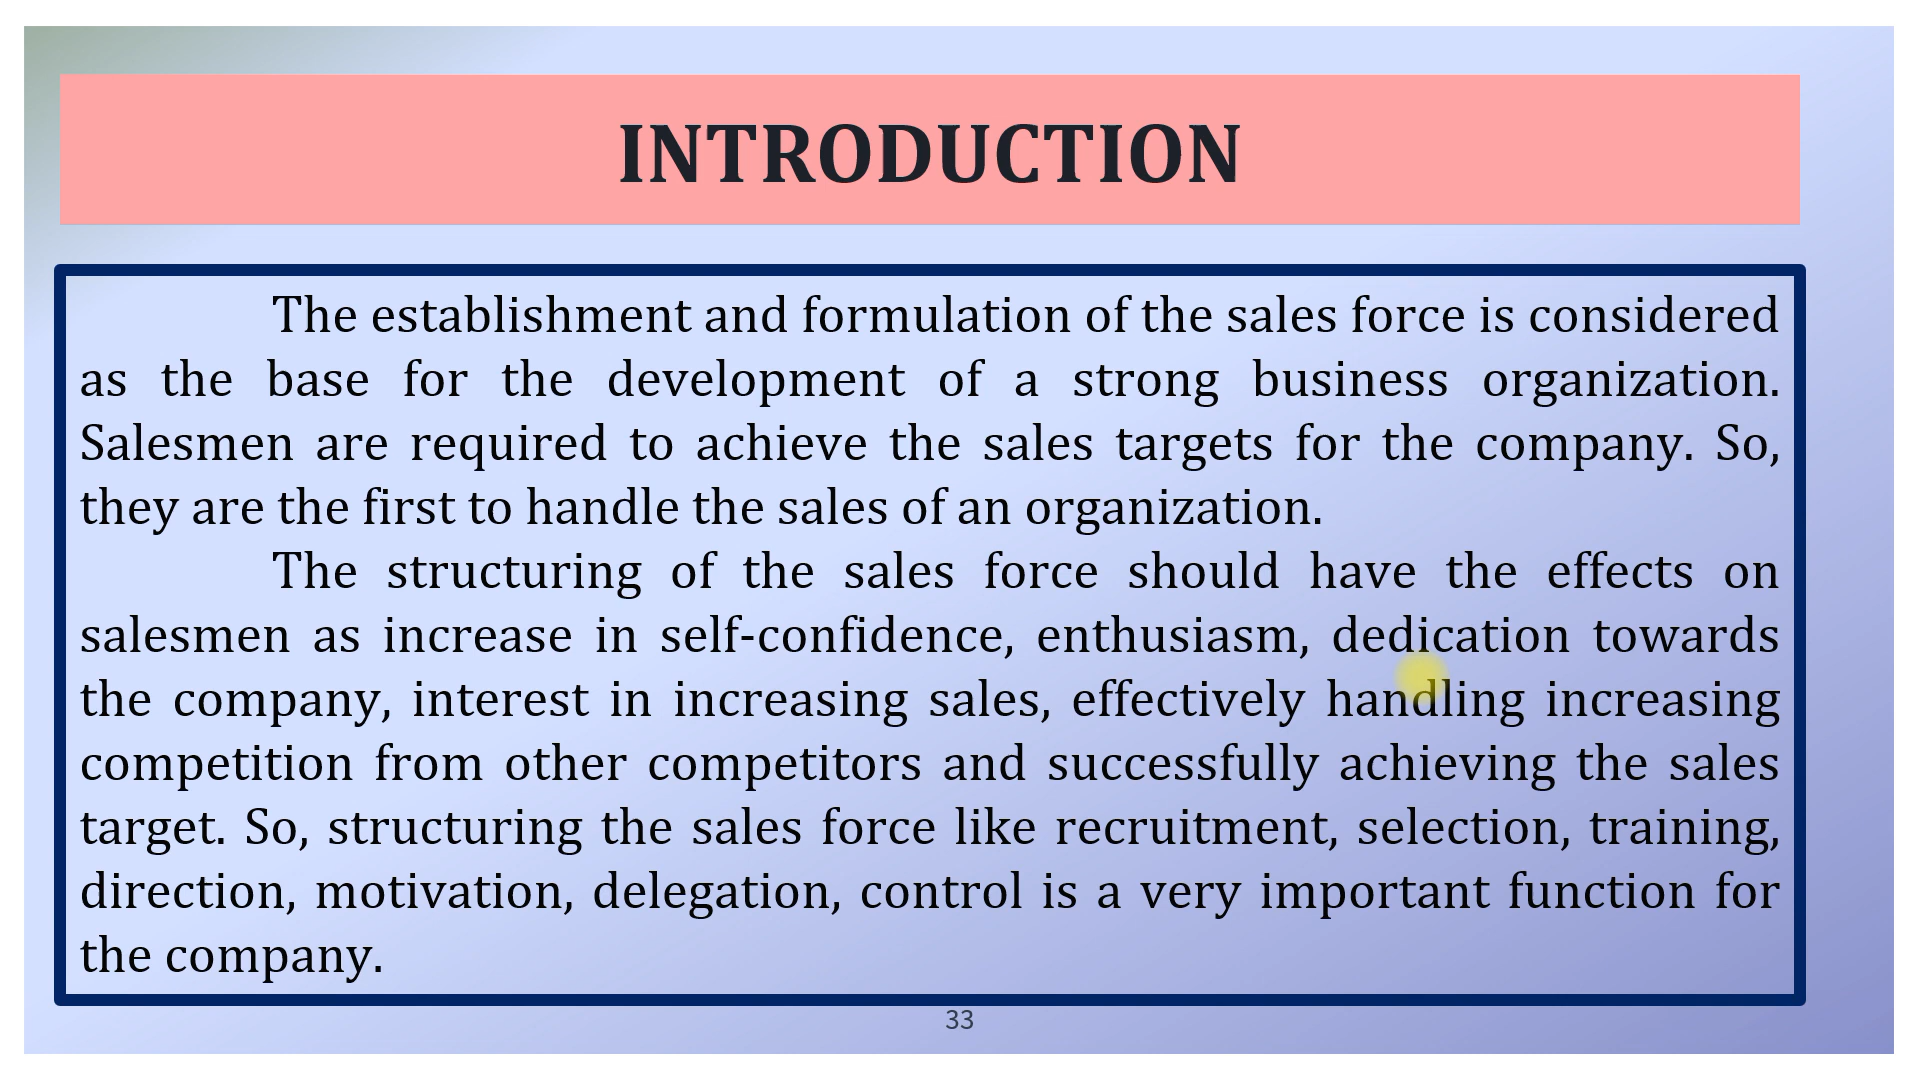 INTRODUCTION
The establishment and formulation of the sales force is considered
as the base for the development of a strong business organization.
Salesmen are required to achieve the sales targets for the company. So,
they are the first to handle the sales of an organization.
The structuring of the sales force should have the effects on
salesmen as increase in self-confidence, enthusiasm, dedication towards
the company, interest in increasing sales, effectively handling increasing
competition from other competitors and successfully achieving the sales
target. So, structuring the sales force like recruitment, selection, training,
direction, motivation, delegation, control is a very important function for
the company.
33